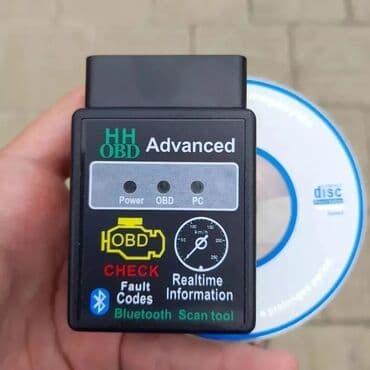 HH
OBD Advanced
Power OBD PC
OBD
CHECK
Fault
Codes
Realtime
Information
Bluetooth Scan tool
disc